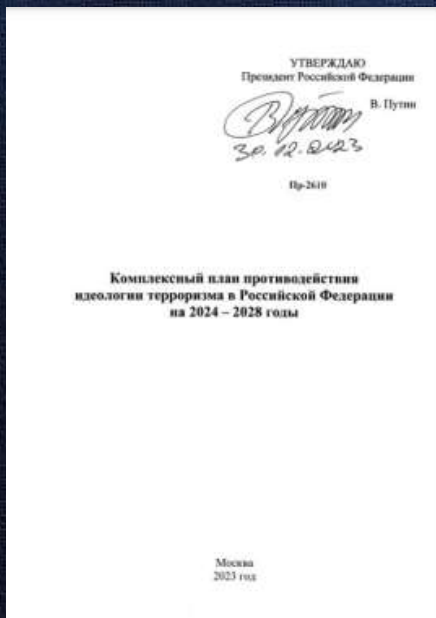 УТВЕРЖДАЮ
Президент Российской Федерации
В. Путин
30.12.2023
Пр-2610
Комплексный план противодействия
идеологии терроризма в Российской Федерации
на 2024 – 2028 годы
Москва
2023 год